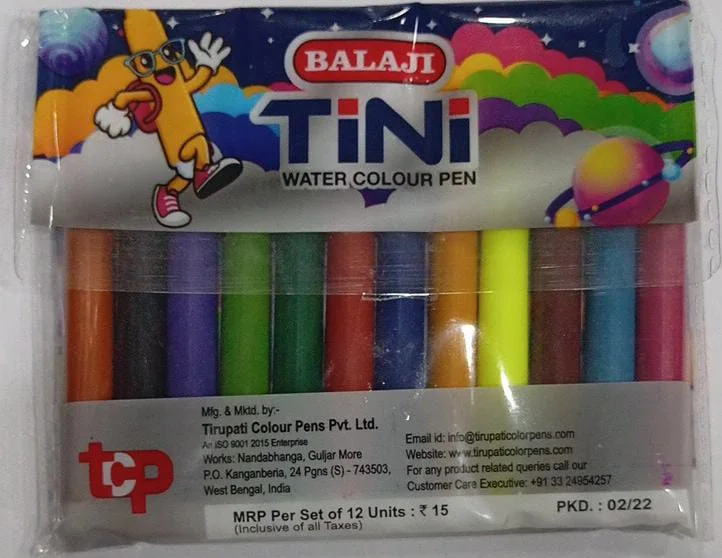 BALAJI
TiNi
WATER COLOUR PEN
Mfg. & Mktd. by:-
Tirupati Colour Pens Pvt. Ltd.
An ISO 9001 2015 Enterprise
Works: Nandabhanga, Guljar More
P.O. Kanganberia, 24 Pgns (S) - 743503,
West Bengal, India
tcp
Email id: info@tirupaticolorpens.com
Website: www.tirupaticolorpens.com
For any product related queries call our
Customer Care Executive: +91 33 24954257
MRP Per Set of 12 Units : ₹ 15
(Inclusive of all Taxes)
PKD. : 02/22